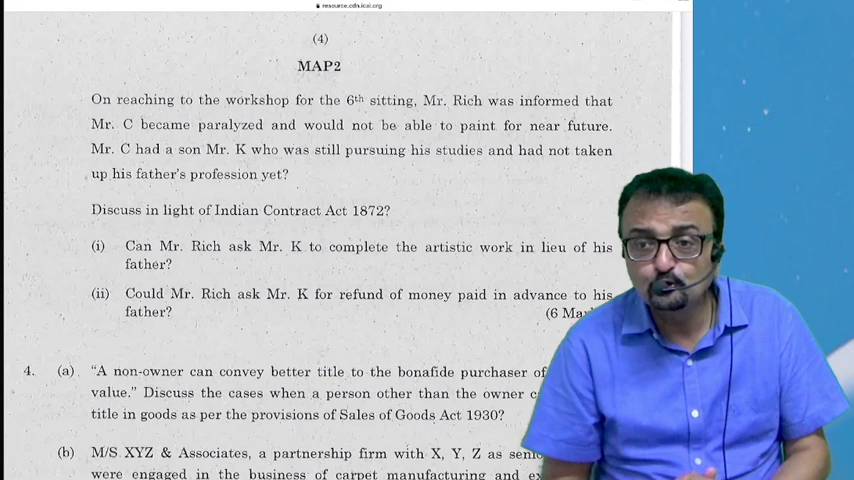 resource.cdn.icai.org
(4)
MAP2
On reaching to the workshop for the 6th sitting, Mr. Rich was informed that
Mr. C became paralyzed and would not be able to paint for near future.
Mr. C had a son Mr. K who was still pursuing his studies and had not taken
up his father's profession yet?
Discuss in light of Indian Contract Act 1872?
(i) Can Mr. Rich ask Mr. K to complete the artistic work in lieu of his
father?
(ii) Could Mr. Rich ask Mr. K for refund of money paid in advance to his
father? (6
4. (a) “A non-owner can convey better title to the bonafide purchaser of
value.” Discuss the cases when a person other than the owner
title in goods as per the provisions of Sales of Goods Act 1930?
(b) M/S XYZ & Associates, a partnership firm with X, Y, Z as
were engaged in the business of carpet manufacturing and